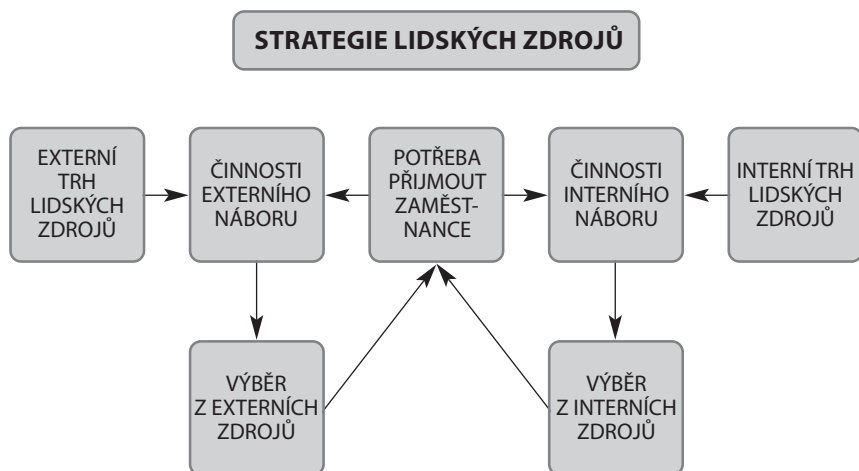 STRATEGIE LIDSKÝCH ZDROJŮ
EXTERNÍ
TRH
LIDSKÝCH
ZDROJŮ
ČINNOSTI
EXTERNÍHO
NÁBORU
POTŘEBA
PŘIJMOUT
ZAMĚST-
NANCE
ČINNOSTI
INTERNÍHO
NÁBORU
INTERNÍ TRH
LIDSKÝCH
ZDROJŮ
VÝBĚR
Z EXTERNÍCH
ZDROJŮ
VÝBĚR
Z INTERNÍCH
ZDROJŮ